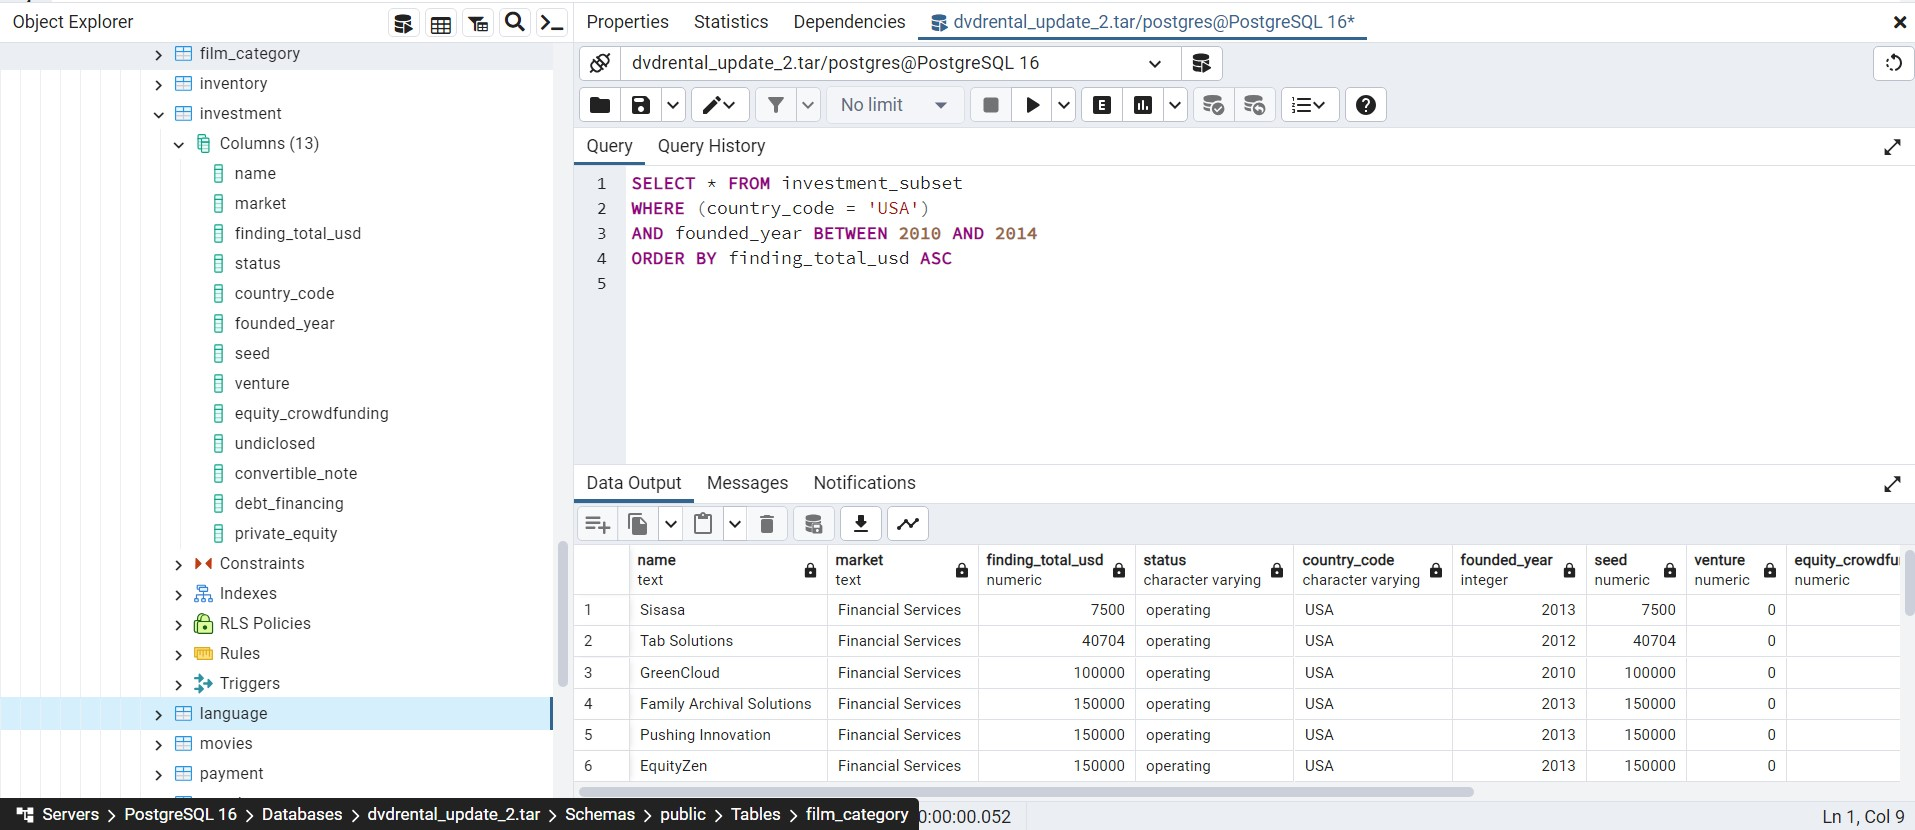 Object Explorer
film_category
inventory
investment
Columns (13)
name
market
finding_total_usd
status
country_code
founded_year
seed
venture
equity_crowdfunding
undiclosed
convertible_note
debt_financing
private_equity
Constraints
Indexes
RLS Policies
Rules
Triggers
language
movies
payment
Properties Statistics Dependencies dvdrental_update_2.tar/postgres@PostgreSQL 16*
dvdrental_update_2.tar/postgres@PostgreSQL 16
No limit E
Query Query History
1 SELECT * FROM investment_subset
2 WHERE (country_code = 'USA')
3 AND founded_year BETWEEN 2010 AND 2014
4 ORDER BY finding_total_usd ASC
5
Data Output Messages Notifications
name market finding_total_usd status country_code founded_year seed venture equity_crowdfu
text text numeric character varying character varying integer numeric numeric numeric
1 Sisasa Financial Services 7500 operating USA 2013 7500 0
2 Tab Solutions Financial Services 40704 operating USA 2012 40704 0
3 GreenCloud Financial Services 100000 operating USA 2010 100000 0
4 Family Archival Solutions Financial Services 150000 operating USA 2013 150000 0
5 Pushing Innovation Financial Services 150000 operating USA 2013 150000 0
6 EquityZen Financial Services 150000 operating USA 2013 150000 0
Servers > PostgreSQL 16 > Databases > dvdrental_update_2.tar > Schemas > public > Tables > film_category 0:00:00.052 Ln 1, Col 9